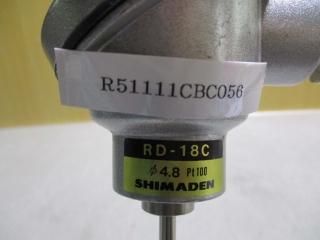 R51111CBC056
RD-18C
φ4.8 Pt100
SHIMADEN